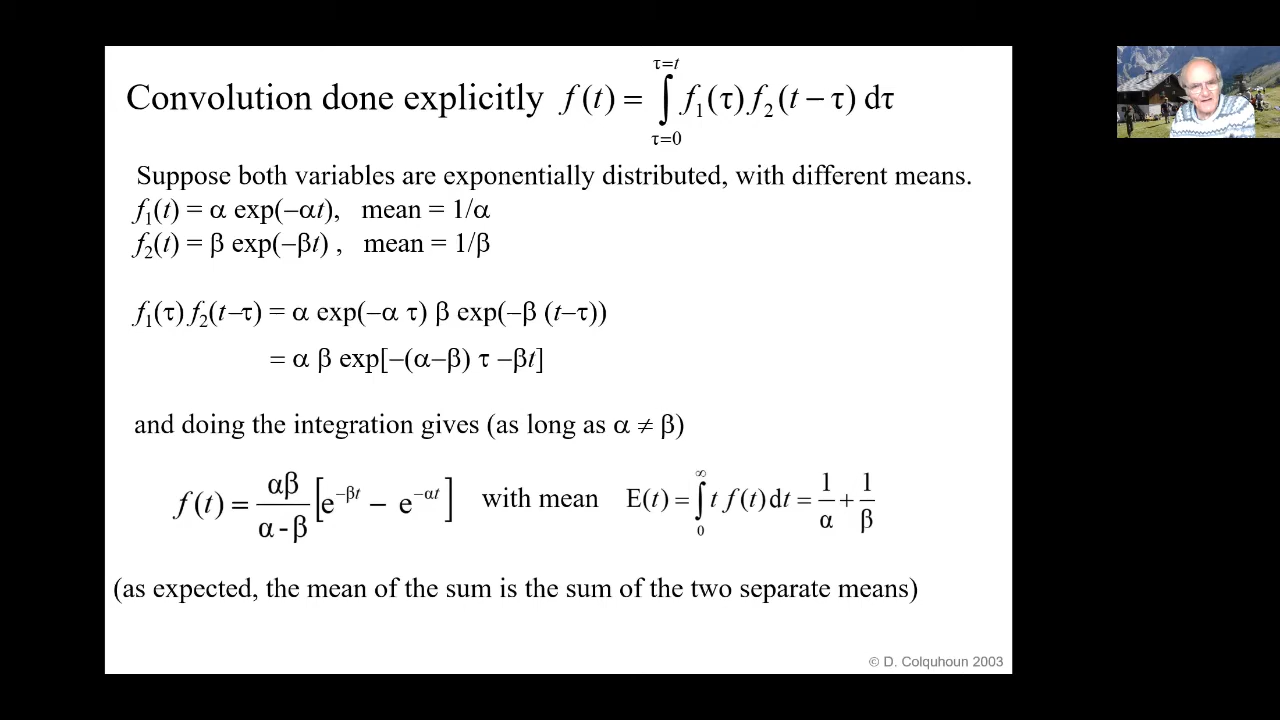 Convolution done explicitly f(t) = ∫_{τ=0}^{τ=t} f₁(τ) f₂(t − τ) dτ
Suppose both variables are exponentially distributed, with different means.
f₁(t) = α exp(−αt), mean = 1/α
f₂(t) = β exp(−βt) , mean = 1/β
f₁(τ) f₂(t−τ) = α exp(−α τ) β exp(−β (t−τ))
= α β exp[−(α−β) τ −βt]
and doing the integration gives (as long as α ≠ β)
f(t) = αβ/(α-β) [e^{−βt} − e^{−αt}] with mean E(t) = ∫_0^∞ t f(t) dt = 1/α + 1/β
(as expected, the mean of the sum is the sum of the two separate means)
© D. Colquhoun 2003